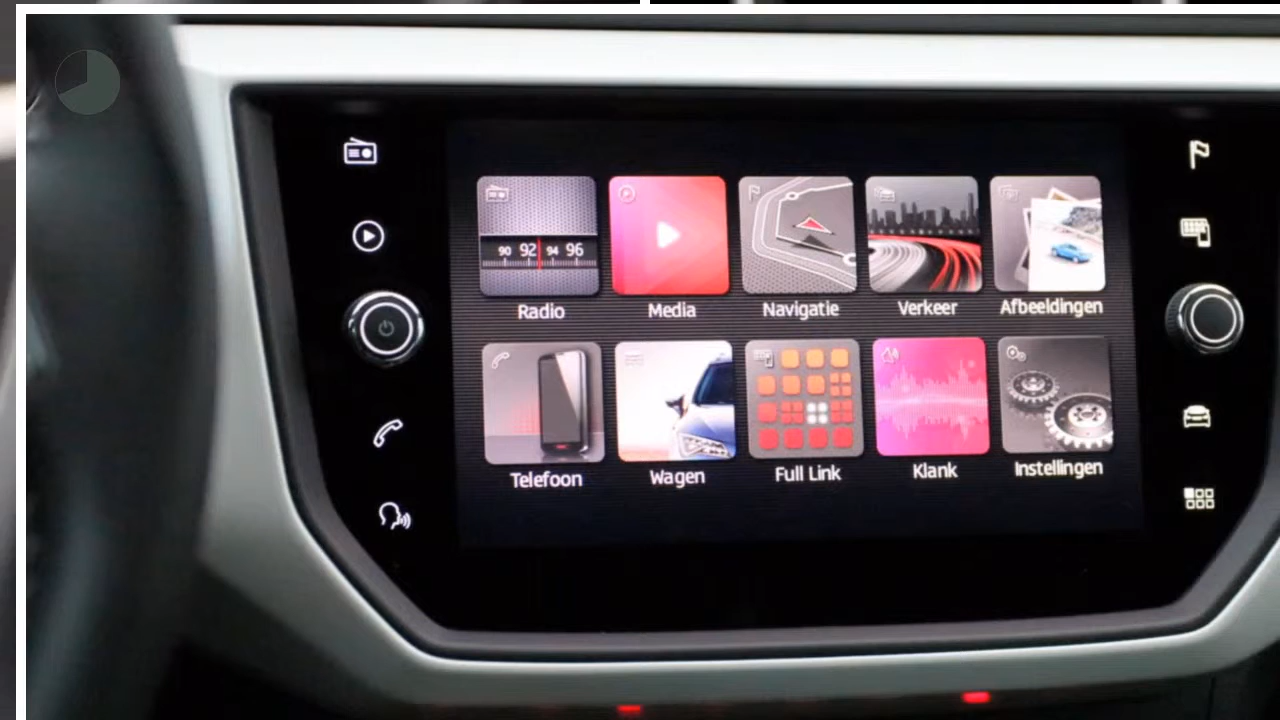 90 92 94 96
Radio
Media
Navigatie
Verkeer
Afbeeldingen
Telefoon
Wagen
Full Link
Klank
Instellingen